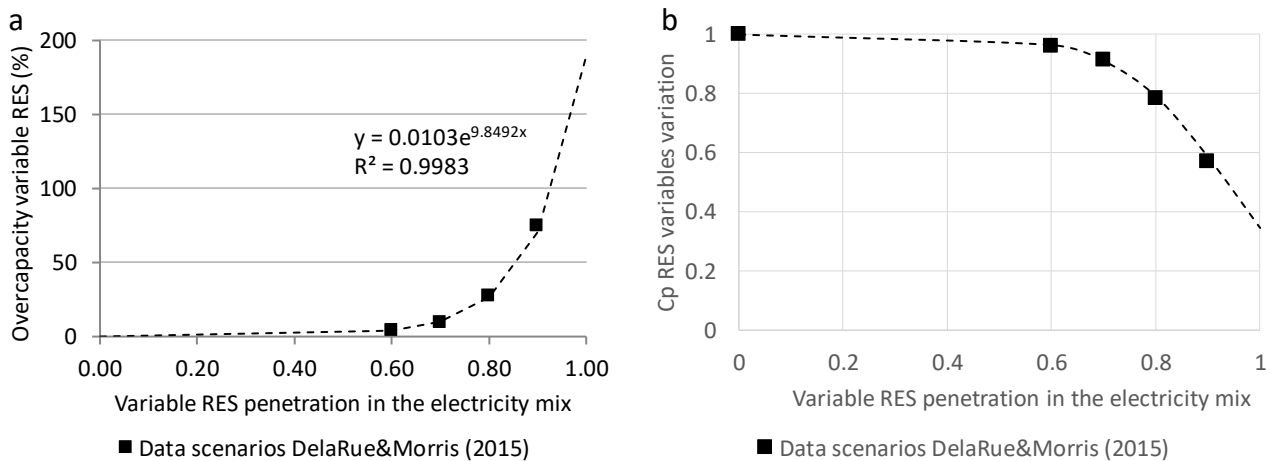 a
Overcapacity variable RES (%)
200
150
100
50
0
y = 0.0103e^9.8492x
R² = 0.9983
0.00 0.20 0.40 0.60 0.80 1.00
Variable RES penetration in the electricity mix
■ Data scenarios DelaRue&Morris (2015)
b
Cp RES variables variation
1
0.8
0.6
0.4
0.2
0
0 0.2 0.4 0.6 0.8 1
Variable RES penetration in the electricity mix
■ Data scenarios DelaRue&Morris (2015)